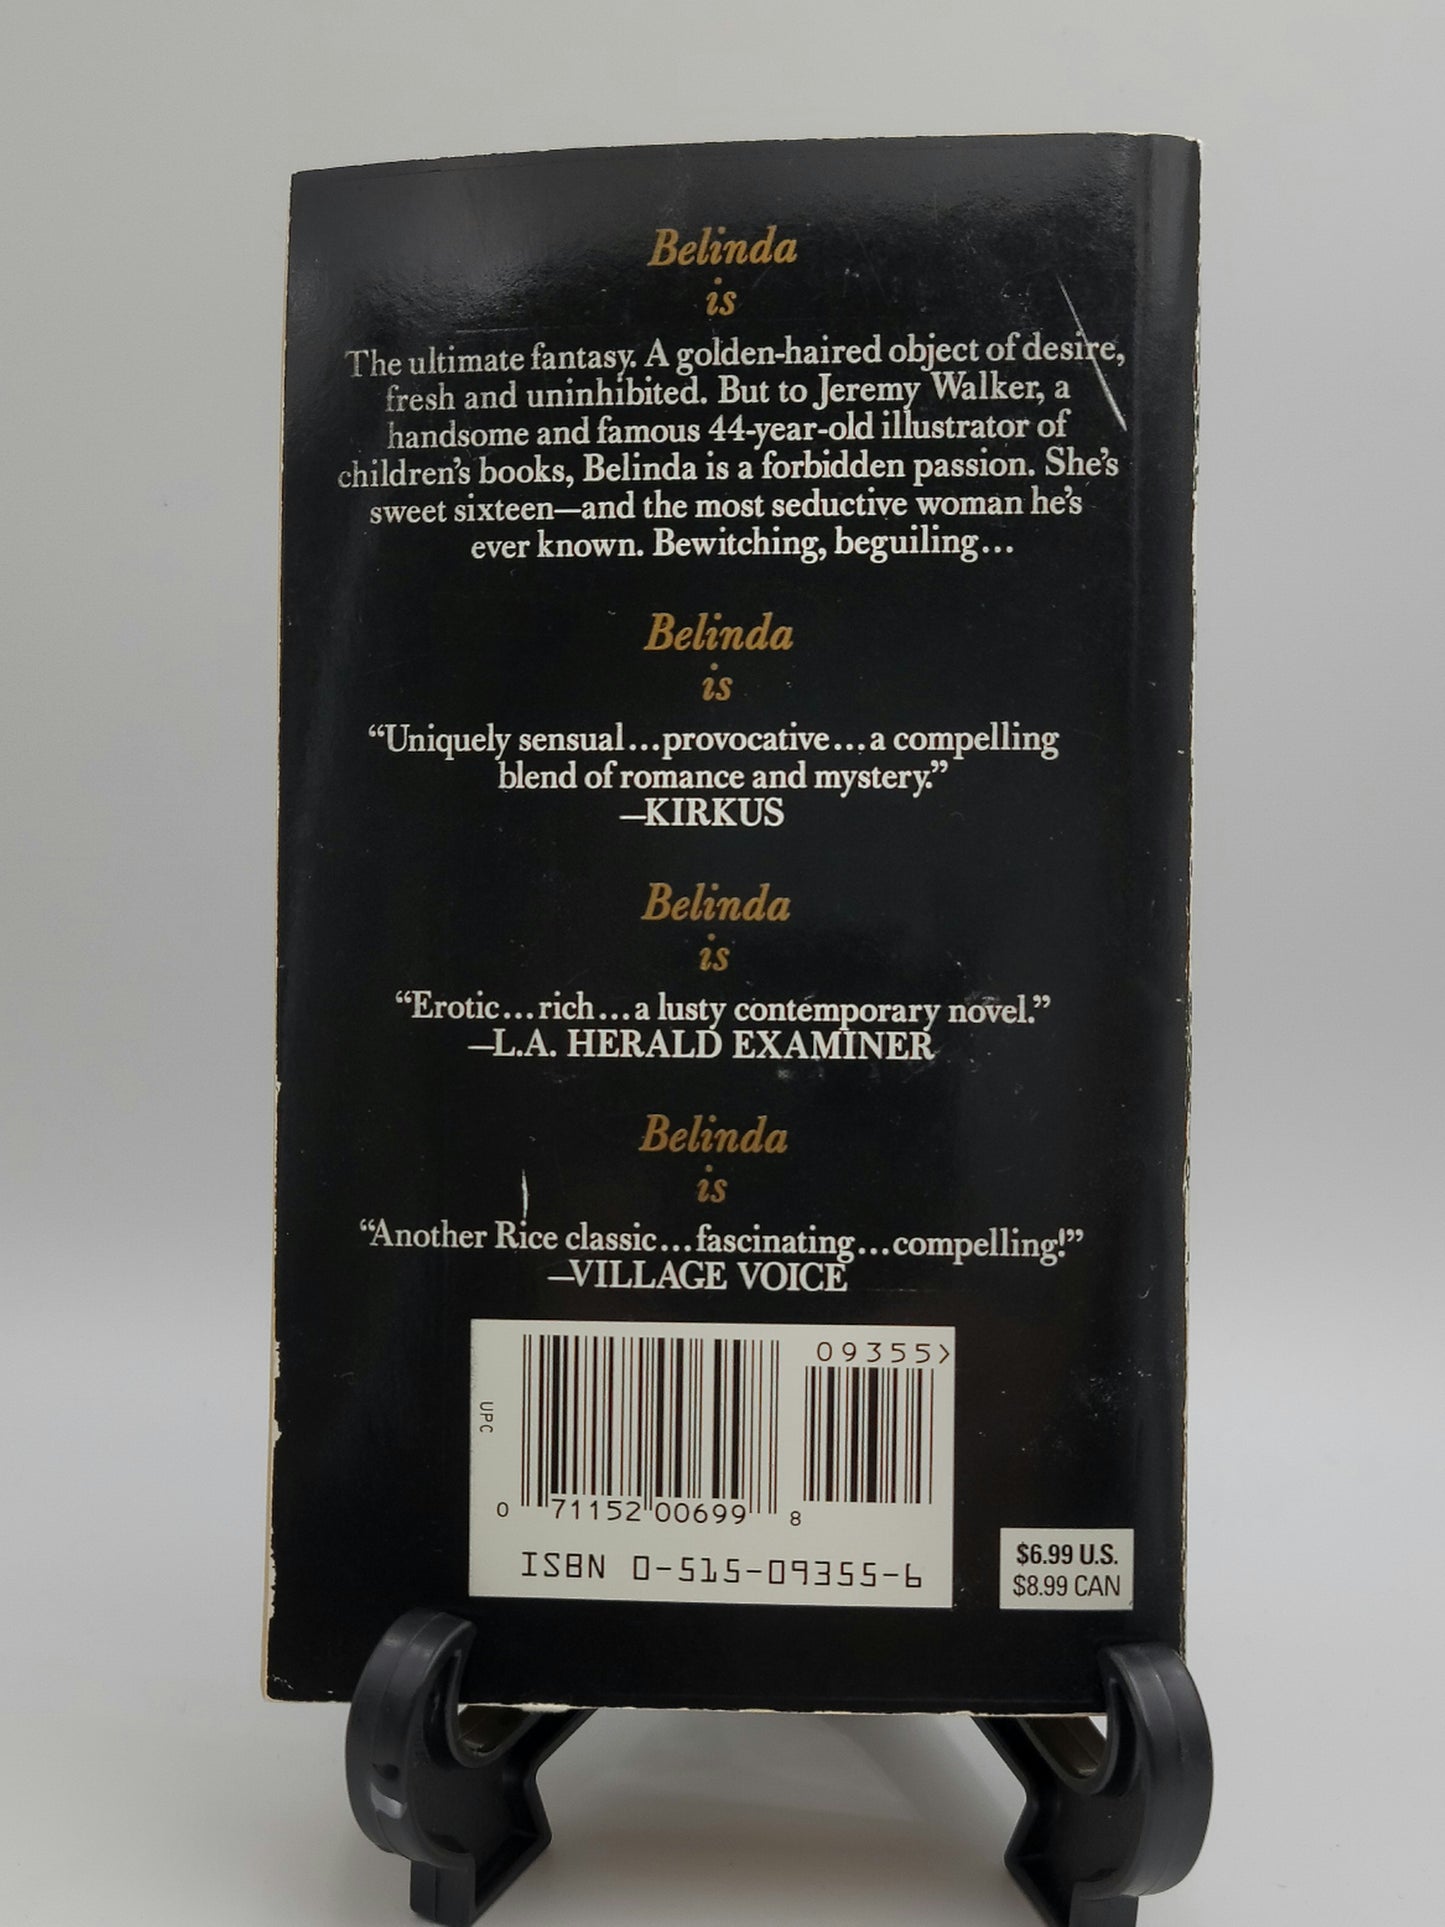 Belinda
is
The ultimate fantasy. A golden-haired object of desire,
fresh and uninhibited. But to Jeremy Walker, a
handsome and famous 44-year-old illustrator of
children's books, Belinda is a forbidden passion. She's
sweet sixteen—and the most seductive woman he's
ever known. Bewitching, beguiling...
Belinda
is
“Uniquely sensual...provocative...a compelling
blend of romance and mystery.”
—KIRKUS
Belinda
is
“Erotic...rich...a lusty contemporary novel.”
—L.A. HERALD EXAMINER
Belinda
is
“Another Rice classic...fascinating...compelling!”
—VILLAGE VOICE
09355>
UPC
0 71152 00699 8
ISBN 0-515-09355-6
$6.99 U.S.
$8.99 CAN